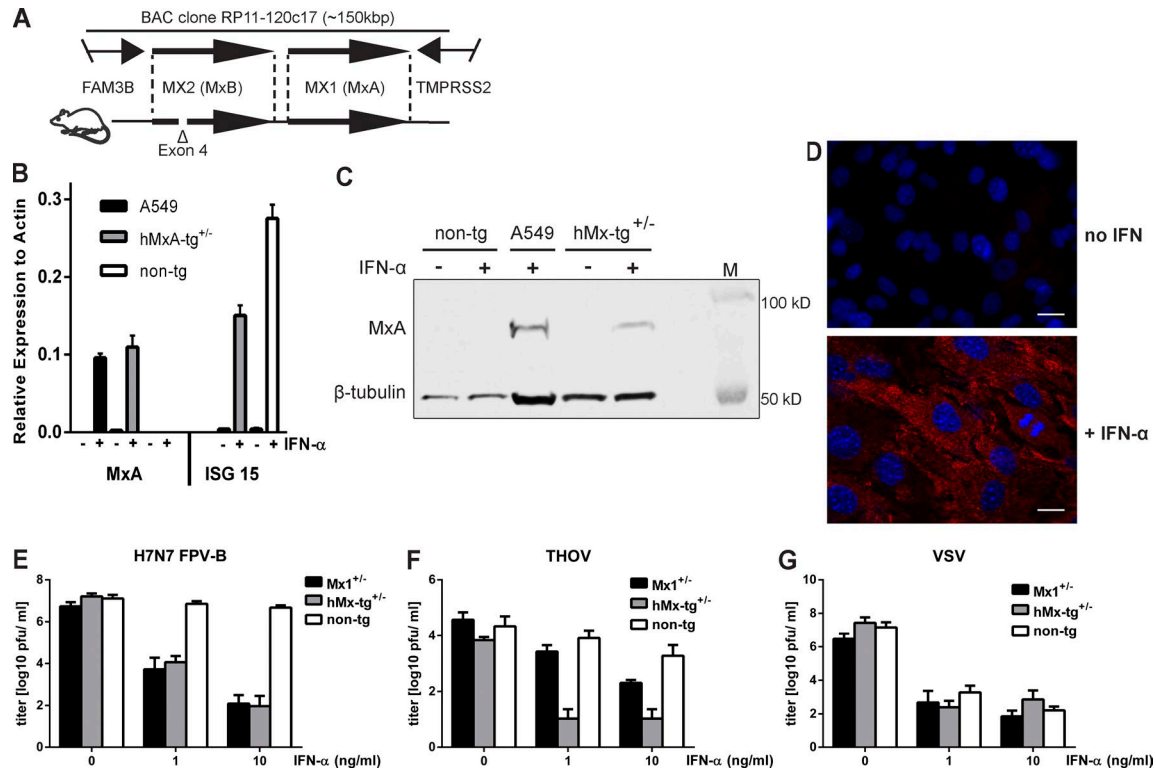 A
BAC clone RP11-120c17 (~150kbp)
FAM3B MX2 (MxB) MX1 (MxA) TMPRSS2
Δ
Exon 4
B
Relative Expression to Actin
0.3
0.2
0.1
0.0
A549
hMxA-tg+/-
non-tg
- + - + - + - + - + IFN-α
MxA ISG 15
C
non-tg A549 hMx-tg+/-
IFN-α - + + - + M
MxA
β-tubulin
100 kD
50 kD
D
no IFN
+ IFN-α
E
H7N7 FPV-B
titer [log10 pfu/ ml]
8
6
4
2
0
Mx1+/-
hMx-tg+/-
non-tg
0 1 10 IFN-α (ng/ml)
F
THOV
titer [log10 pfu/ ml]
6
4
2
0
Mx1+/-
hMx-tg+/-
non-tg
0 1 10 IFN-α (ng/ml)
G
VSV
titer [log10 pfu/ ml]
10
8
6
4
2
0
Mx1+/-
hMx-tg+/-
non-tg
0 1 10 IFN-α (ng/ml)